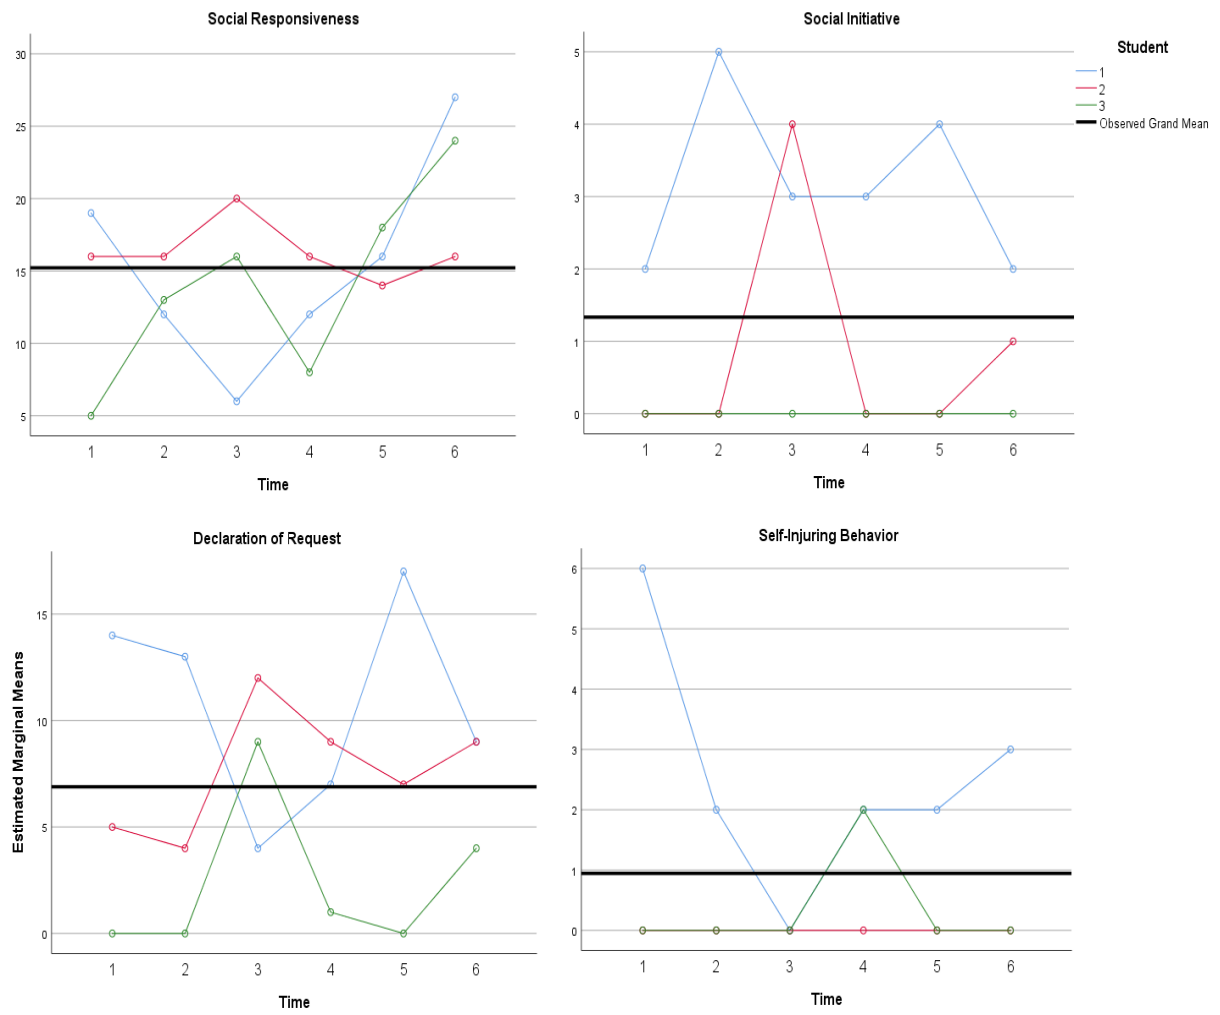 Social Responsiveness
30
25
20
15
10
5
1 2 3 4 5 6
Time
Social Initiative
5
4
3
2
1
0
1 2 3 4 5 6
Time
Student
1
2
3
Observed Grand Mean
Declaration of Request
Estimated Marginal Means
15
10
5
0
1 2 3 4 5 6
Time
Self-Injuring Behavior
6
5
4
3
2
1
0
1 2 3 4 5 6
Time